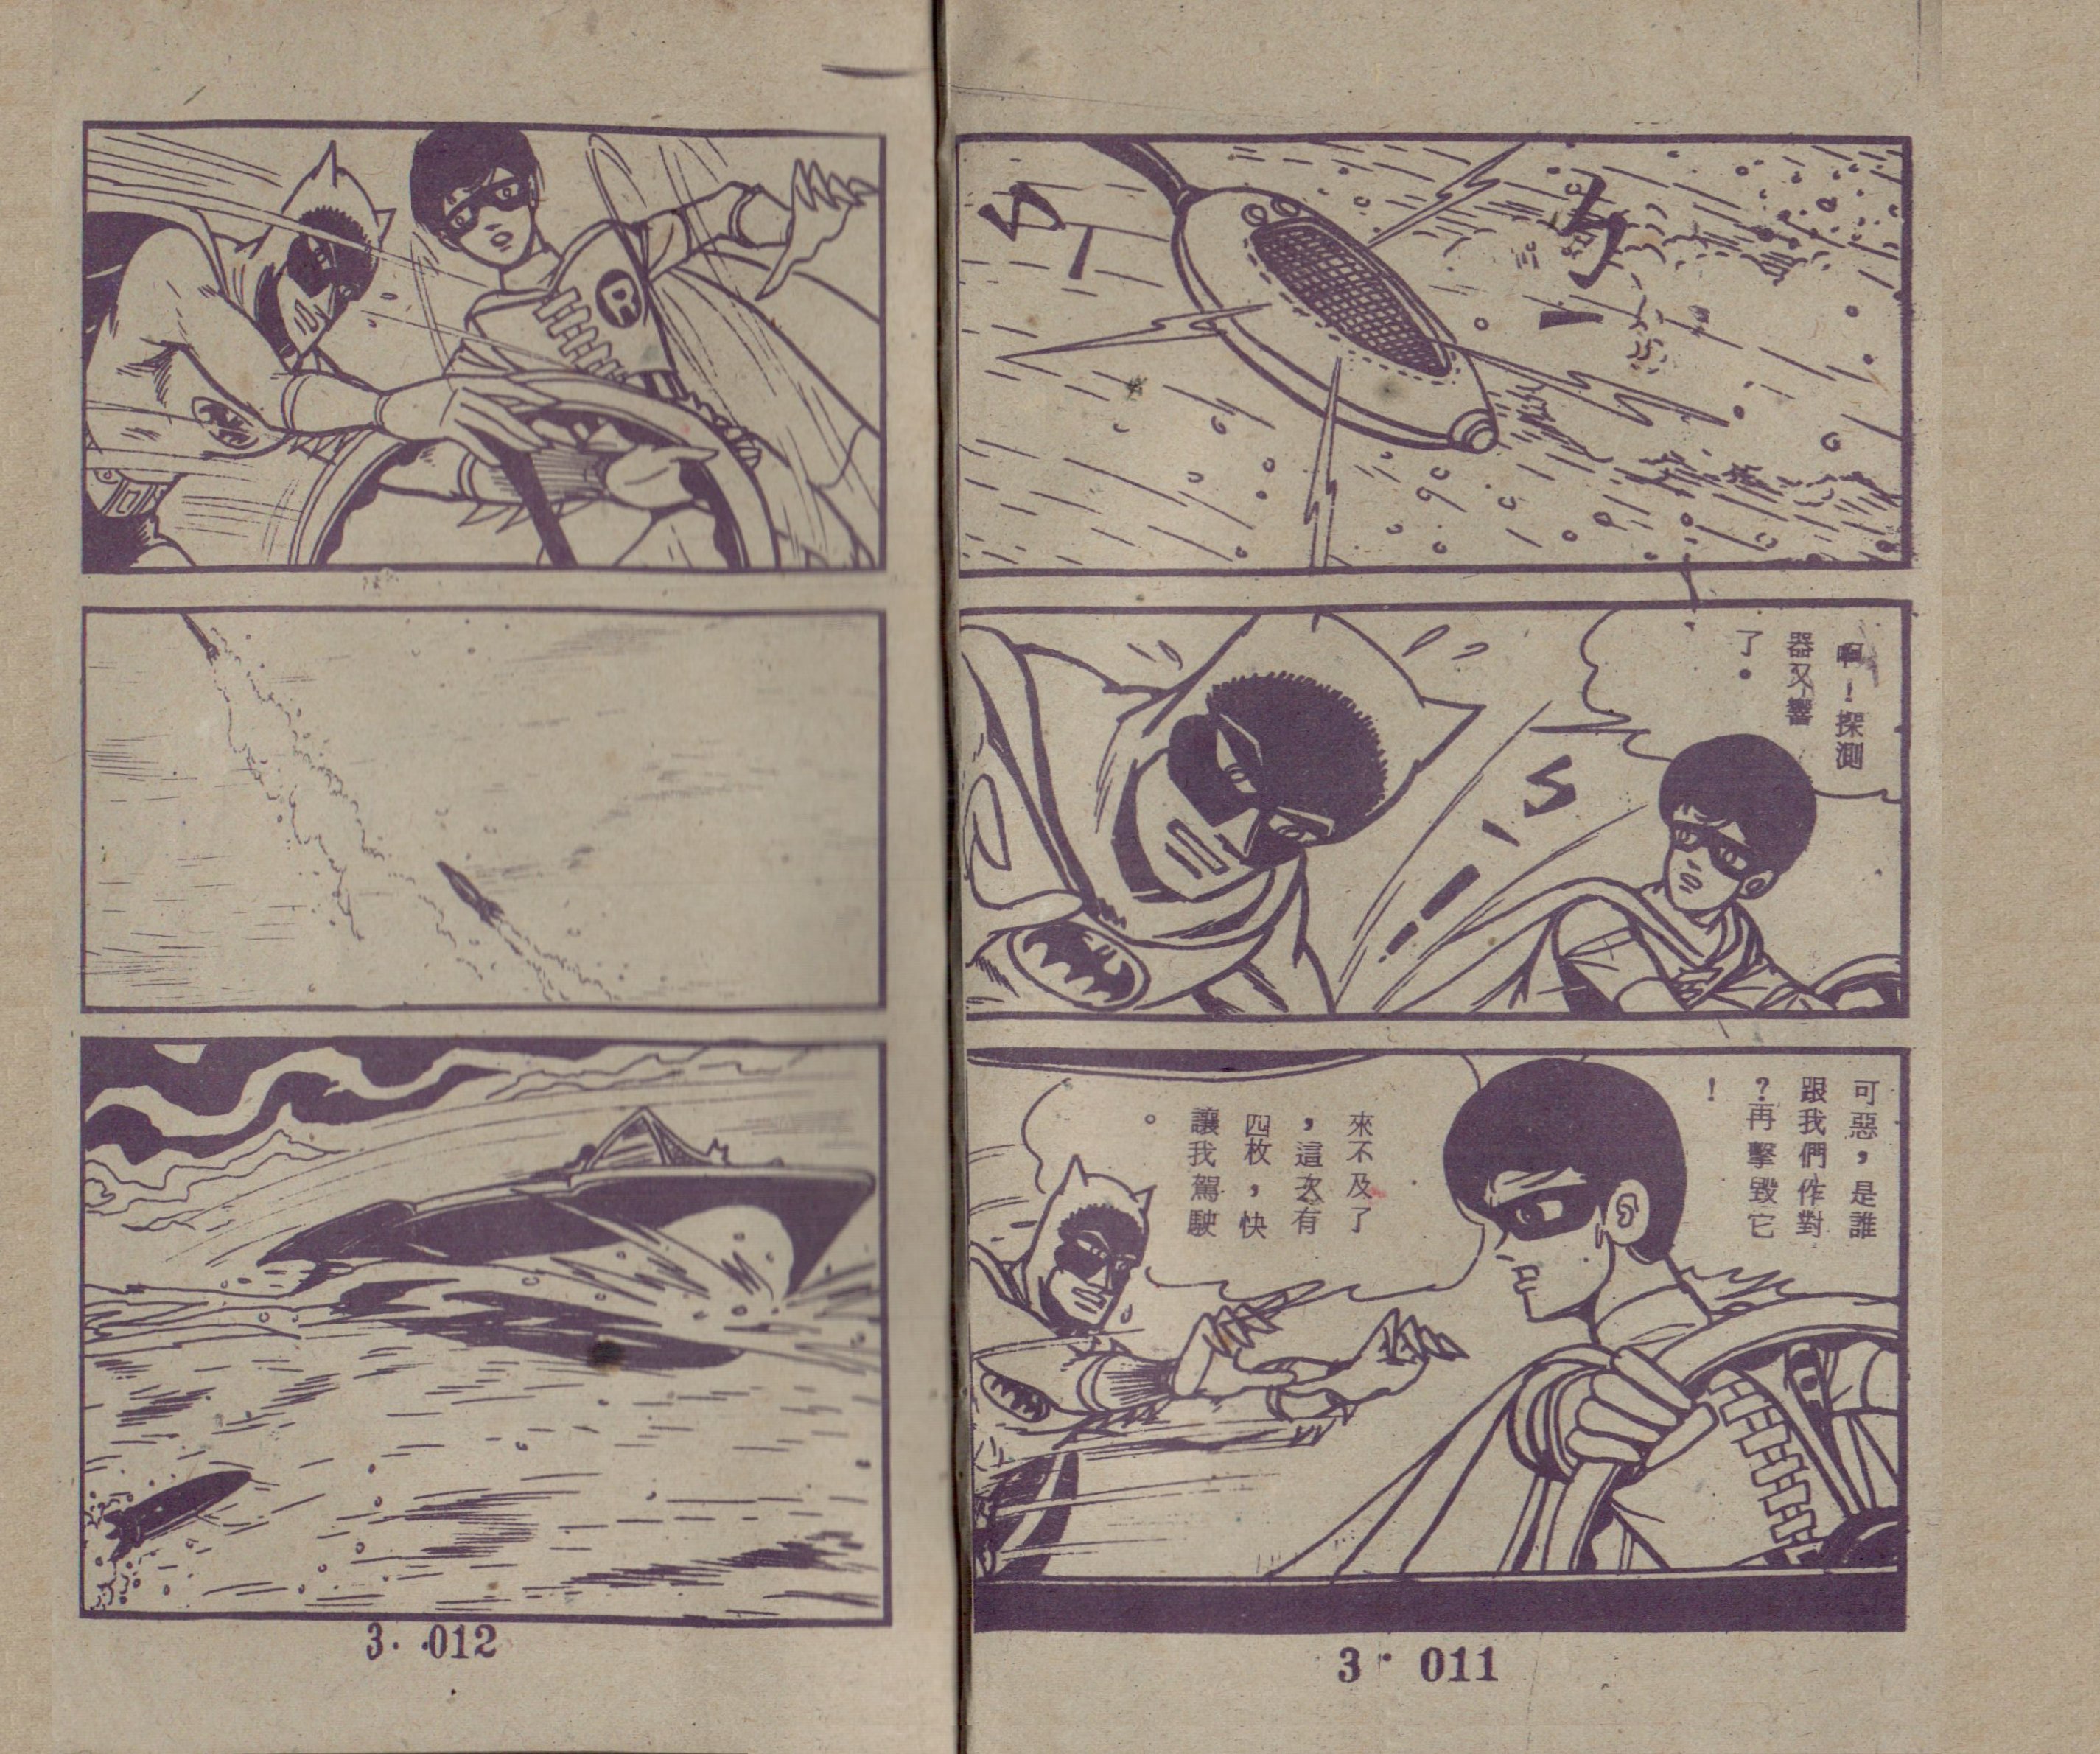 ㄅ
ㄅ
啊!探測
器又響
了。
ㄅ
可惡,是誰
跟我們作對
?再擊毀它
!
來不及了
,這次有
四枚,快
讓我駕駛
。
3·011
R
3·012